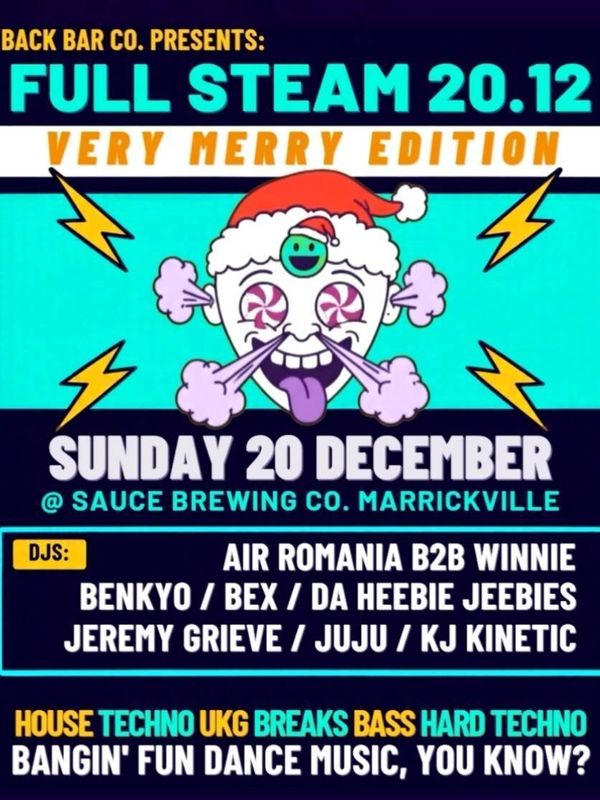 BACK BAR CO. PRESENTS:
FULL STEAM 20.12
VERY MERRY EDITION
SUNDAY 20 DECEMBER
@ SAUCE BREWING CO. MARRICKVILLE
DJS:
AIR ROMANIA B2B WINNIE
BENKYO / BEX / DA HEEBIE JEEBIES
JEREMY GRIEVE / JUJU / KJ KINETIC
HOUSE TECHNO UKG BREAKS BASS HARD TECHNO
BANGIN' FUN DANCE MUSIC, YOU KNOW?